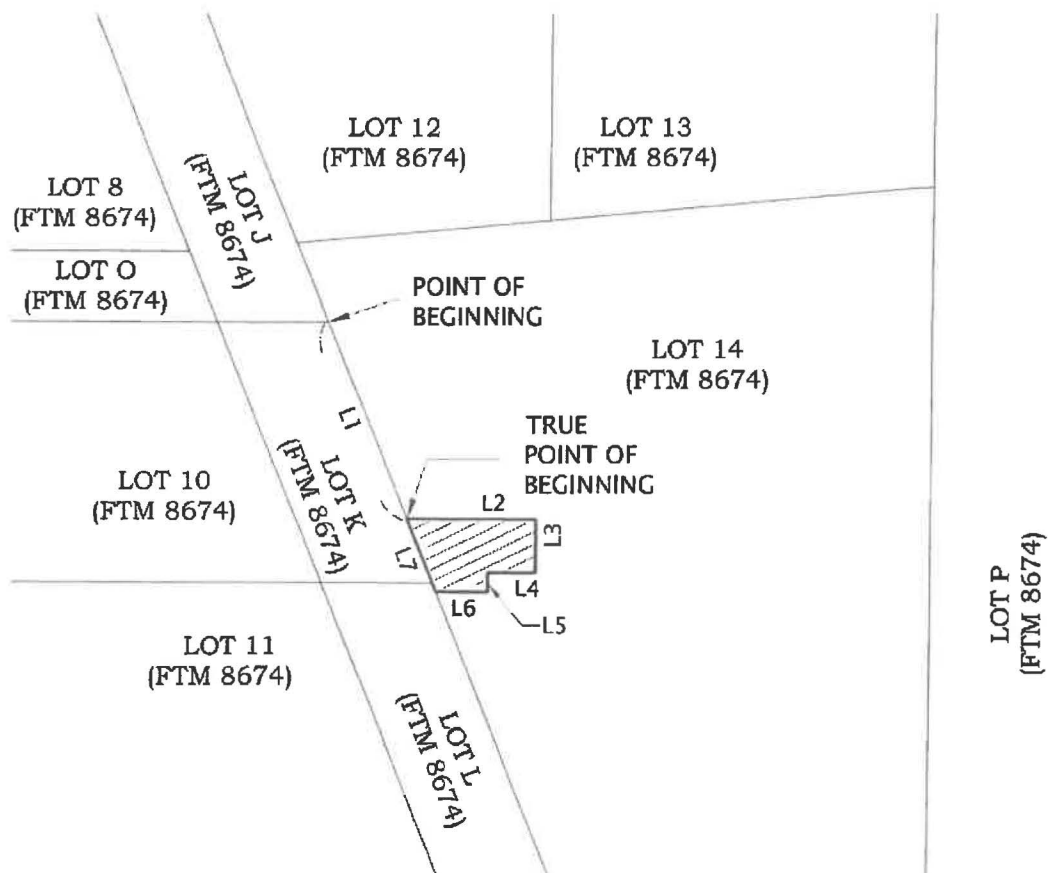 LOT 12
(FTM 8674)
LOT 13
(FTM 8674)
LOT J
(FTM 8674)
LOT 8
(FTM 8674)
LOT O
(FTM 8674)
POINT OF
BEGINNING
LOT 14
(FTM 8674)
L1
TRUE
POINT OF
BEGINNING
LOT K
(FTM 8674)
LOT 10
(FTM 8674)
L2
L3
L7
L4
L6
L5
LOT P
(FTM 8674)
LOT 11
(FTM 8674)
LOT L
(FTM 8674)